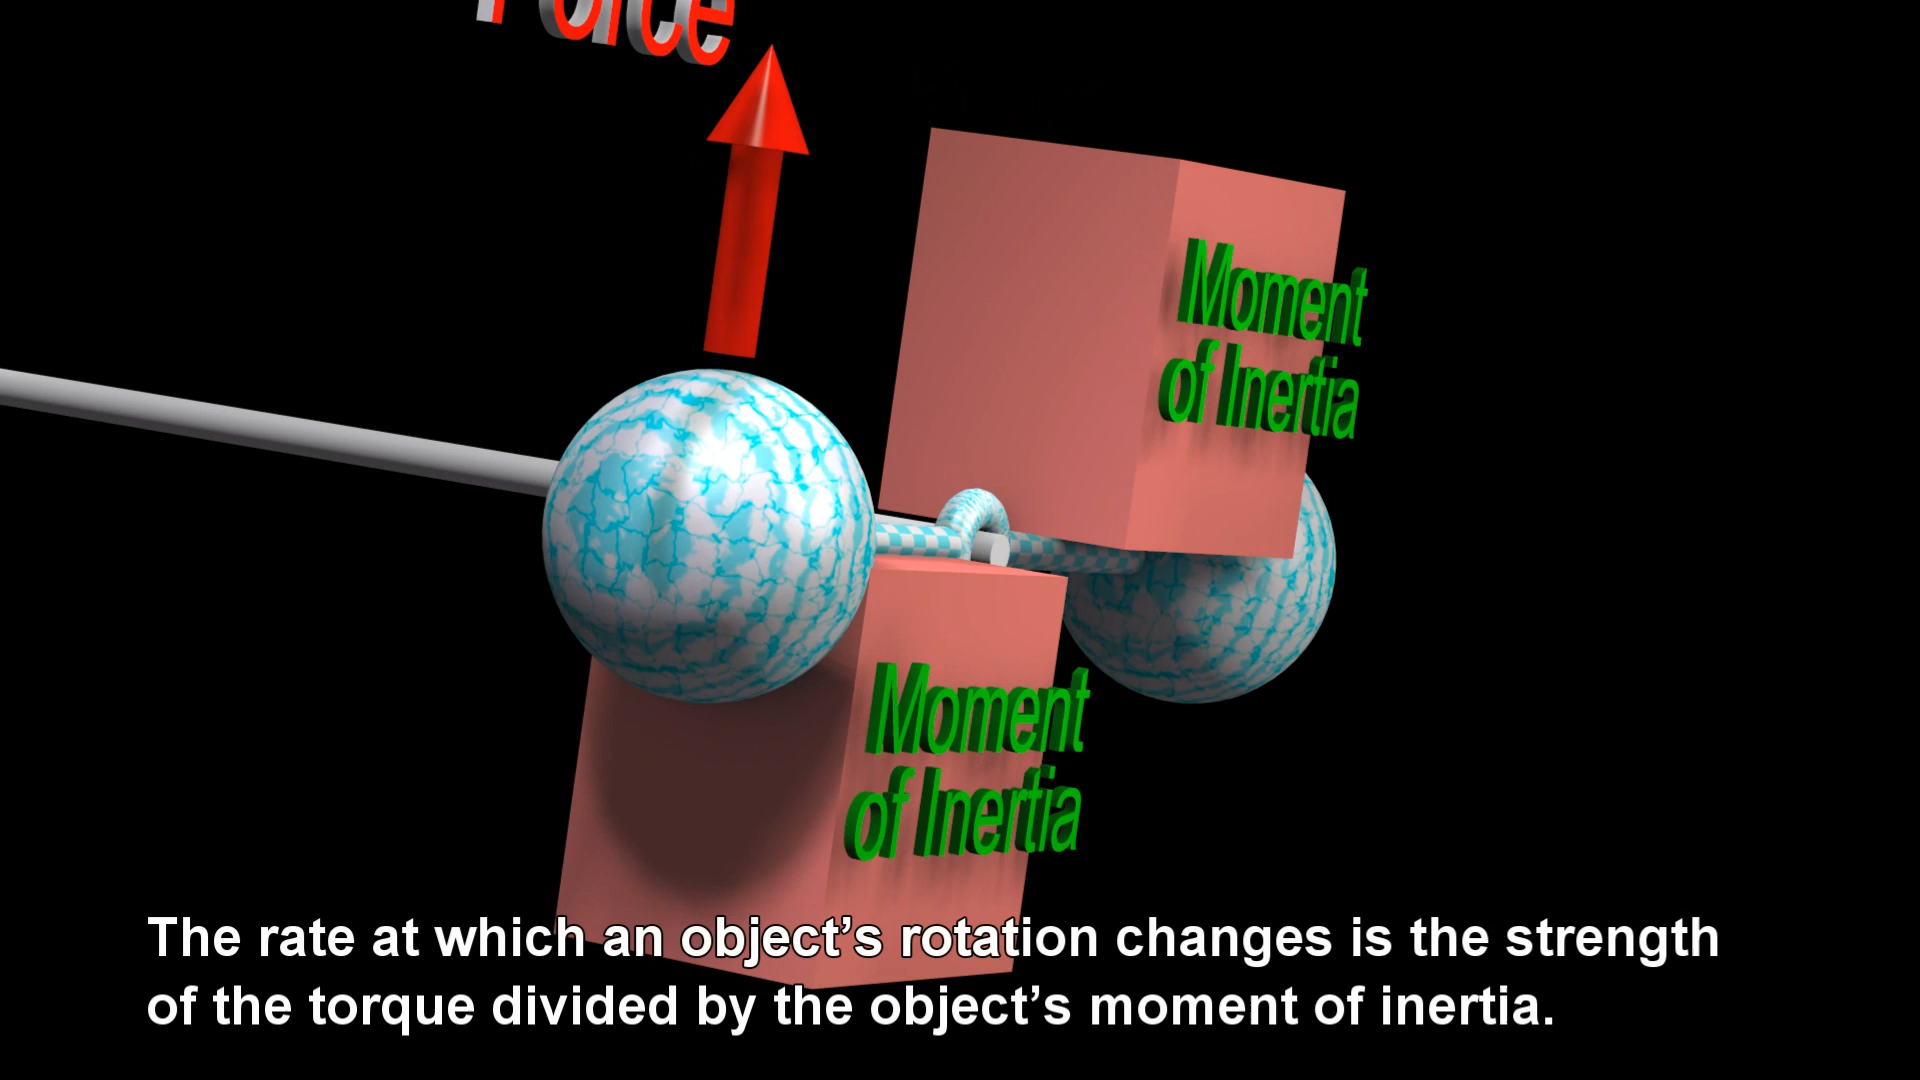 Force
Moment
of Inertia
Moment
of Inertia
The rate at which an object’s rotation changes is the strength
of the torque divided by the object’s moment of inertia.